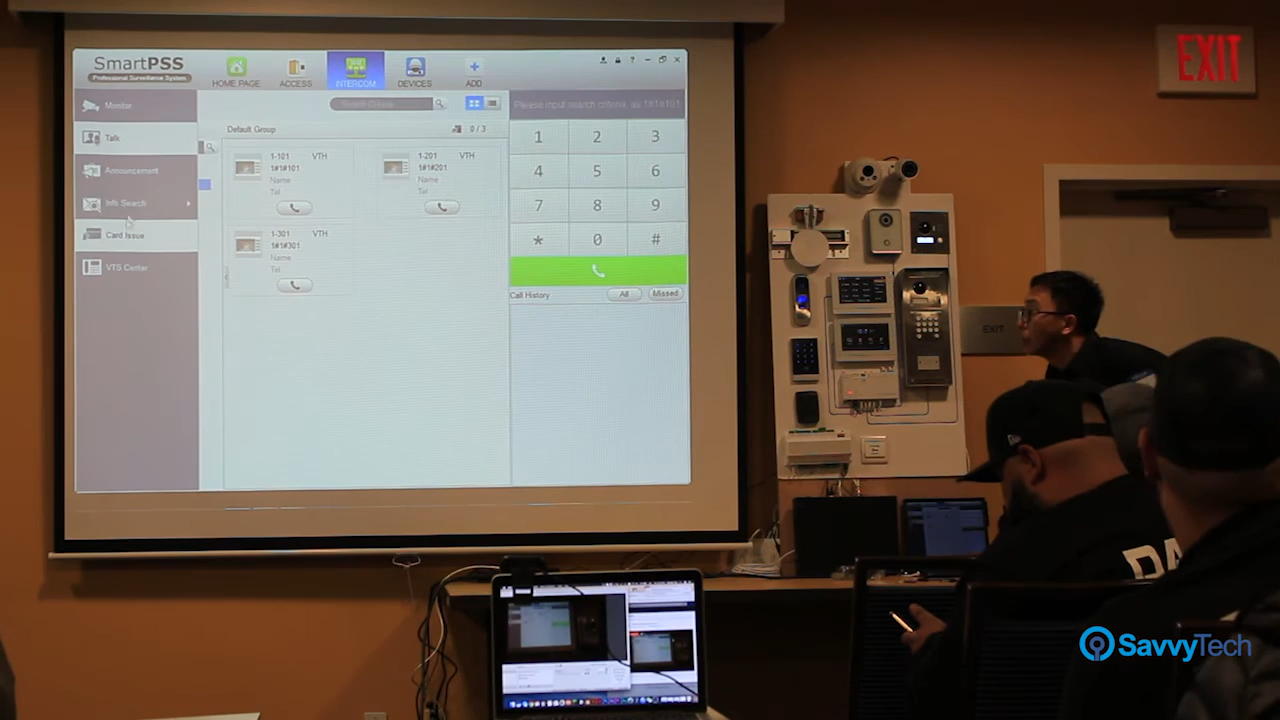 SmartPSS
Professional Surveillance System
HOME PAGE
ACCESS
INTERCOM
DEVICES
ADD
?
Monitor
Talk
Announcement
Info Search
Card Issue
VTS Center
Search Criteria
Please input search criteria, as 1#1#101
Default Group
0 / 3
1-101 VTH
1#1#101
Name
Tel
1-201 VTH
1#1#201
Name
Tel
1-301 VTH
1#1#301
Name
Tel
1 2 3
4 5 6
7 8 9
* 0 #
Call History
All
Missed
EXIT
EXIT
SavvyTech